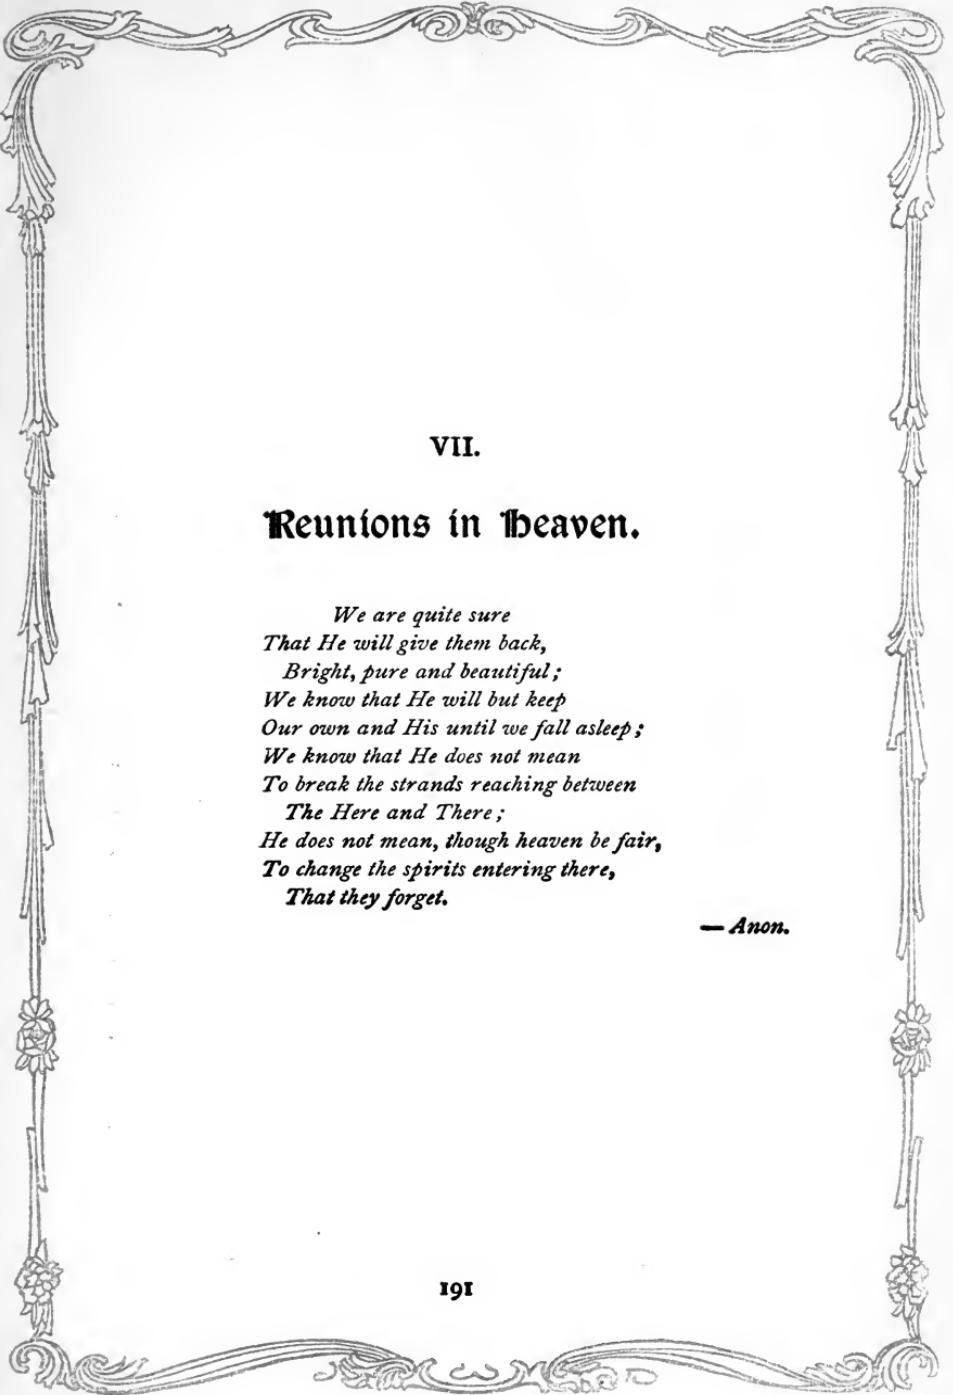 VII.
Reunions in Heaven.
We are quite sure
That He will give them back,
Bright, pure and beautiful;
We know that He will but keep
Our own and His until we fall asleep;
We know that He does not mean
To break the strands reaching between
The Here and There;
He does not mean, though heaven be fair,
To change the spirits entering there,
That they forget.
— Anon.
191